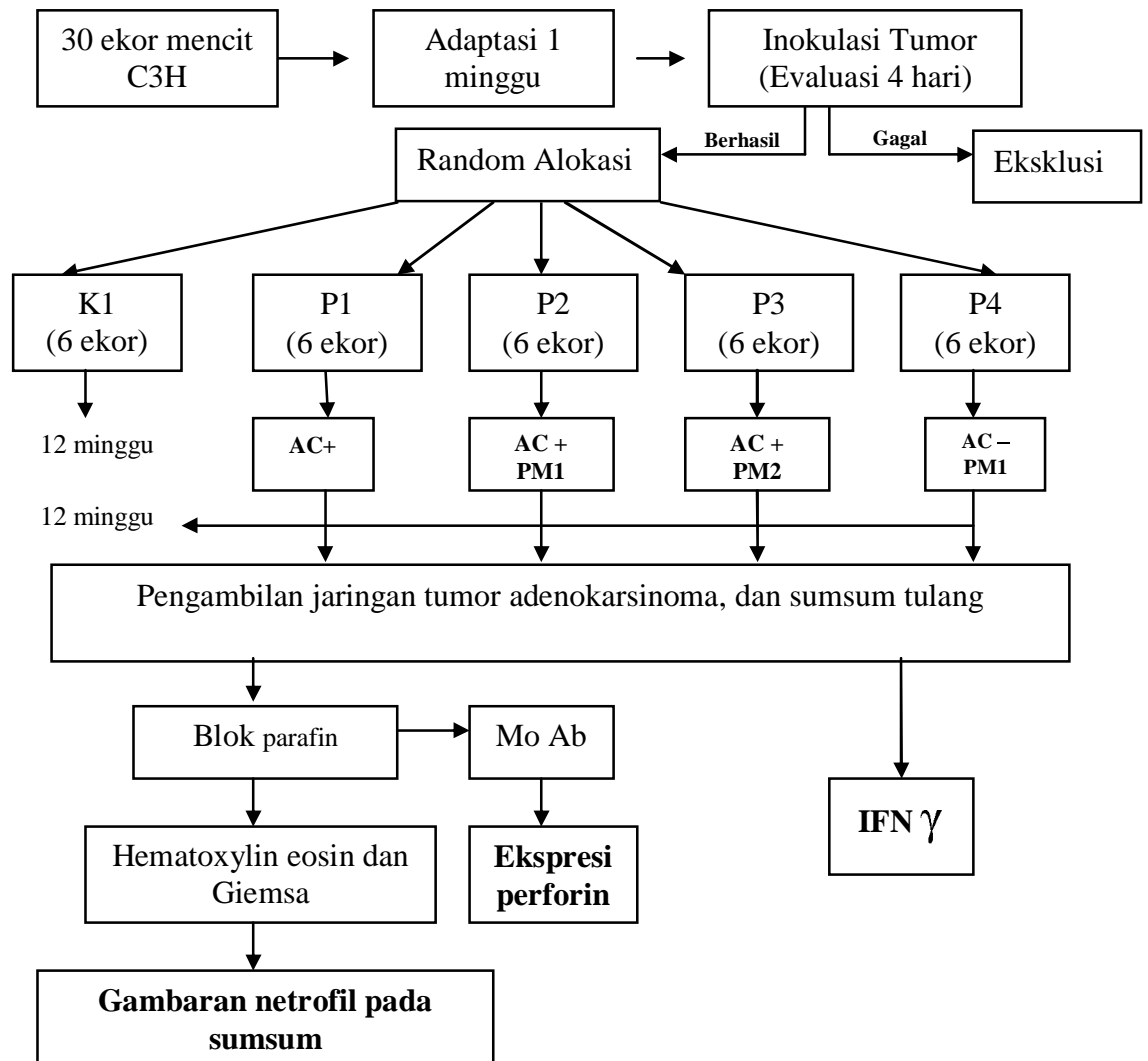 30 ekor mencit
C3H
Adaptasi 1
minggu
Inokulasi Tumor
(Evaluasi 4 hari)
Berhasil
Gagal
Random Alokasi
Eksklusi
K1
(6 ekor)
P1
(6 ekor)
P2
(6 ekor)
P3
(6 ekor)
P4
(6 ekor)
12 minggu
AC+
AC +
PM1
AC +
PM2
AC –
PM1
12 minggu
Pengambilan jaringan tumor adenokarsinoma, dan sumsum tulang
Blok parafin
Mo Ab
IFN γ
Hematoxylin eosin dan
Giemsa
Ekspresi
perforin
Gambaran netrofil pada
sumsum